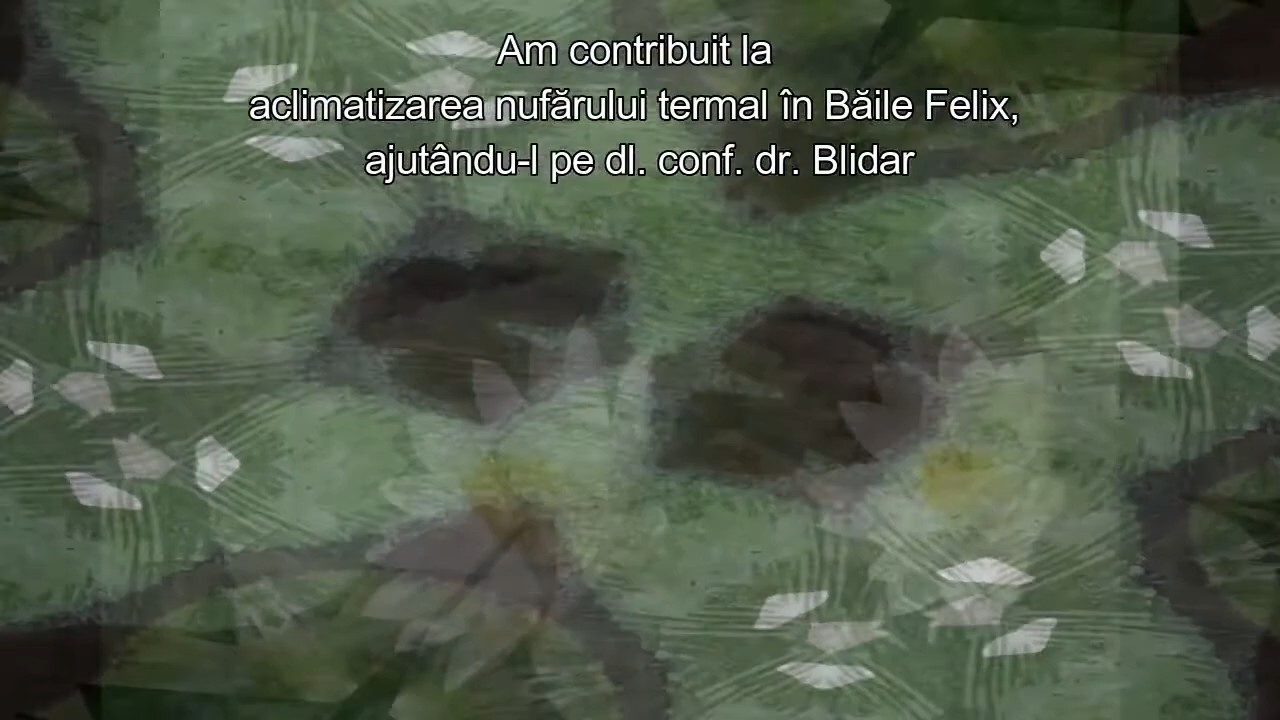 Am contribuit la
aclimatizarea nufărului termal în Băile Felix,
ajutându-l pe dl. conf. dr. Blidar